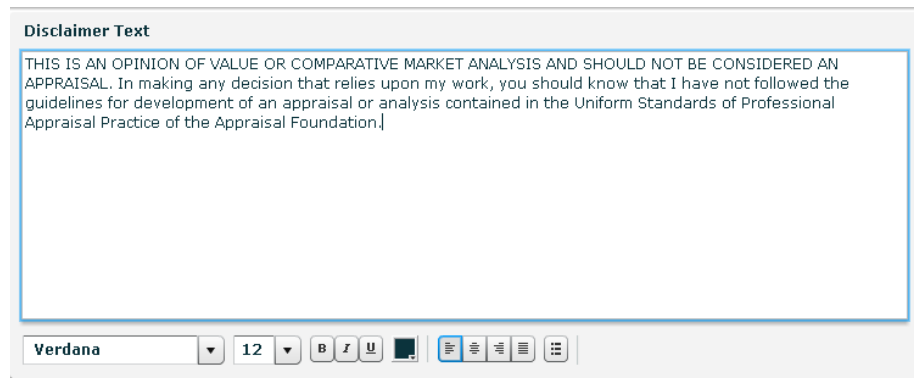 Disclaimer Text
THIS IS AN OPINION OF VALUE OR COMPARATIVE MARKET ANALYSIS AND SHOULD NOT BE CONSIDERED AN
APPRAISAL. In making any decision that relies upon my work, you should know that I have not followed the
guidelines for development of an appraisal or analysis contained in the Uniform Standards of Professional
Appraisal Practice of the Appraisal Foundation.
Verdana 12 B I U